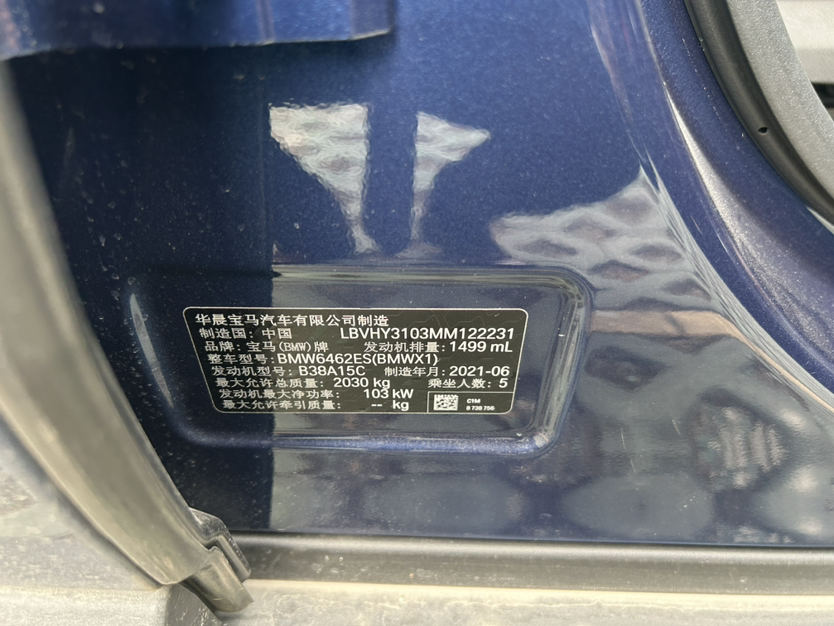 华晨宝马汽车有限公司制造
制造国：中国 LBVHY3103MM122231
品牌：宝马(BMW)牌 发动机排量：1499 mL
整车型号：BMW6462ES(BMWX1)
发动机型号：B38A15C 制造年月：2021-06
最大允许总质量：2030 kg 乘坐人数：5
发动机最大净功率：103 kW
最大允许牵引质量：-- kg
C1M